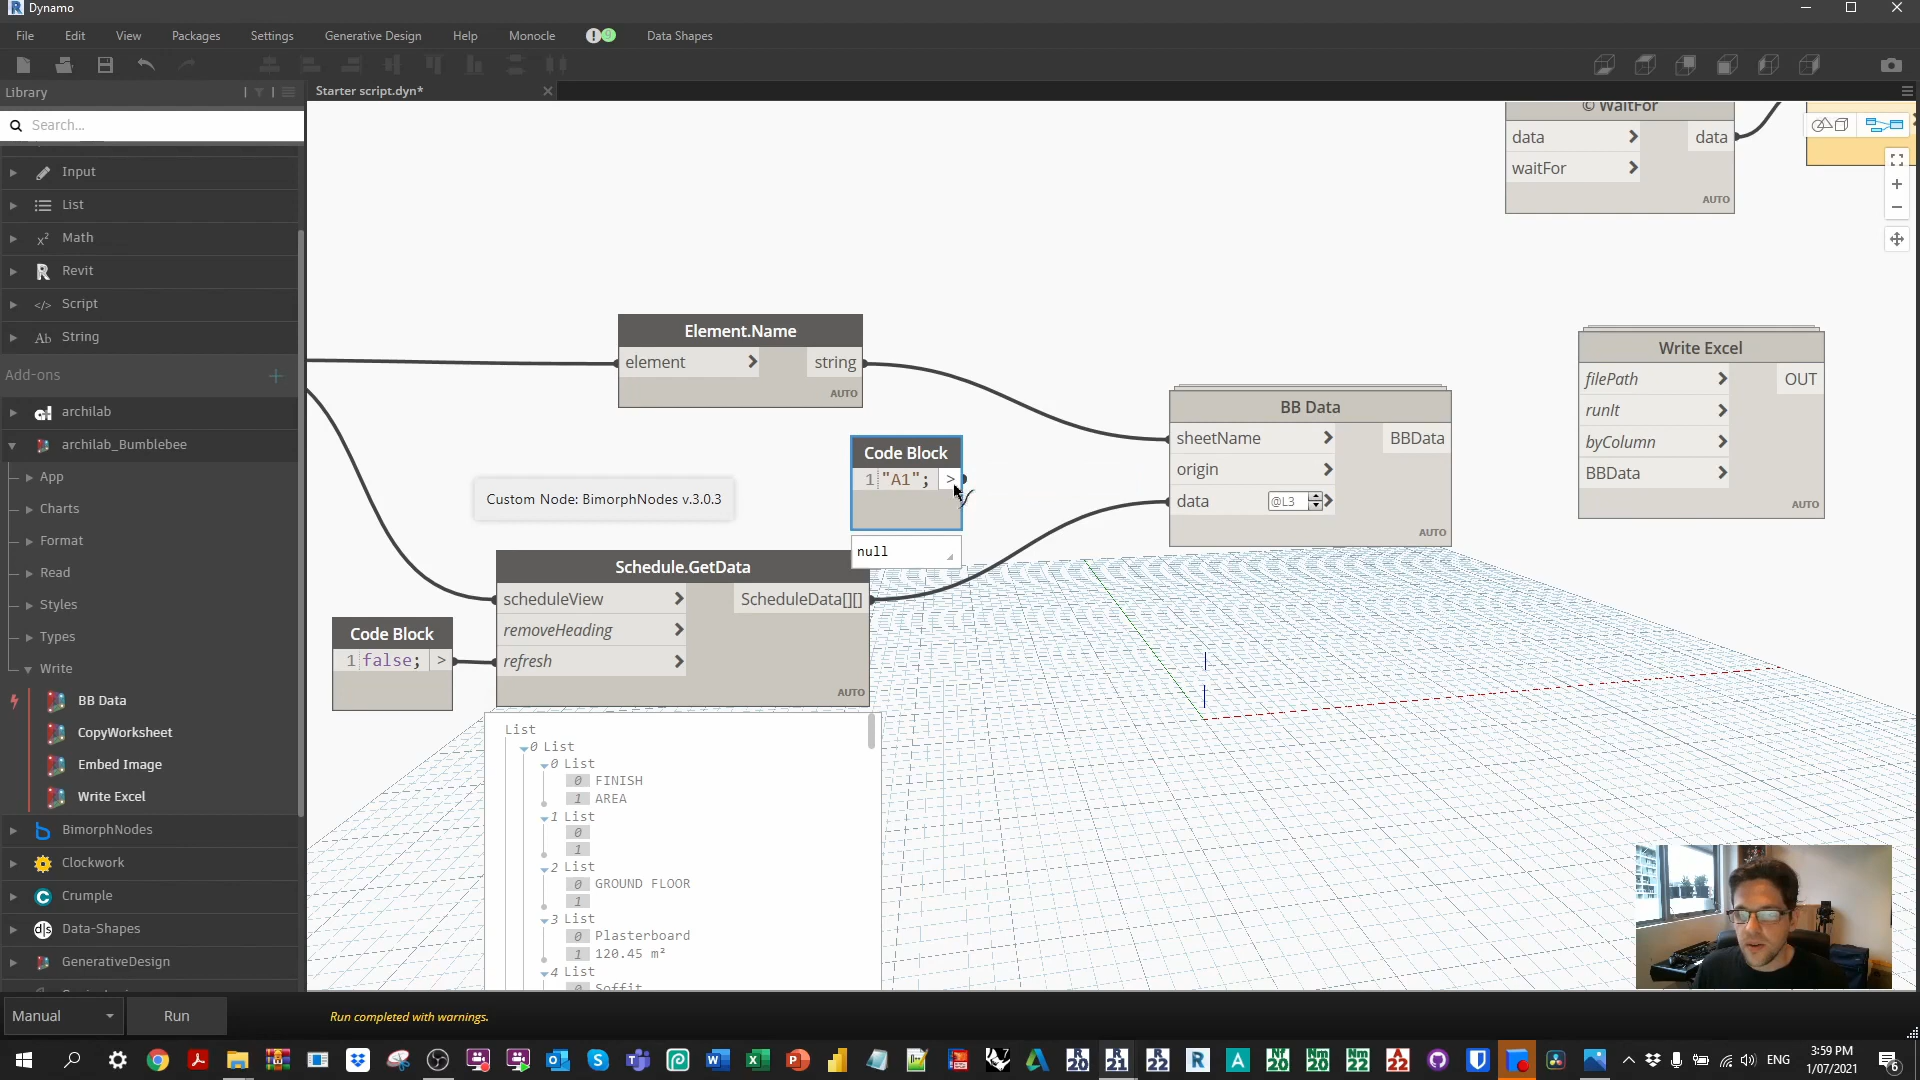 Dynamo
File Edit View Packages Settings Generative Design Help Monocle ! 9 Data Shapes
Library
Starter script.dyn*
Search...
Input
List
Math
Revit
Script
Ab String
Add-ons
archilab
archilab_Bumblebee
App
Charts
Format
Read
Styles
Types
Write
BB Data
CopyWorksheet
Embed Image
Write Excel
BimorphNodes
Clockwork
Crumple
Data-Shapes
GenerativeDesign
© WaitFor
data > data
waitFor >
AUTO
Element.Name
element > string
AUTO
Code Block
1 "A1"; >
null
Custom Node: BimorphNodes v.3.0.3
BB Data
sheetName > BBData
origin >
data @L3 >
AUTO
Write Excel
filePath > OUT
runIt >
byColumn >
BBData >
AUTO
Schedule.GetData
scheduleView > ScheduleData[][]
removeHeading >
refresh >
AUTO
Code Block
1 false; >
List
0 List
0 List
0 FINISH
1 AREA
1 List
0
1
2 List
0 GROUND FLOOR
1
3 List
0 Plasterboard
1 120.45 m²
4 List
0 Soffit
Manual Run Run completed with warnings.
ENG
3:59 PM
1/07/2021